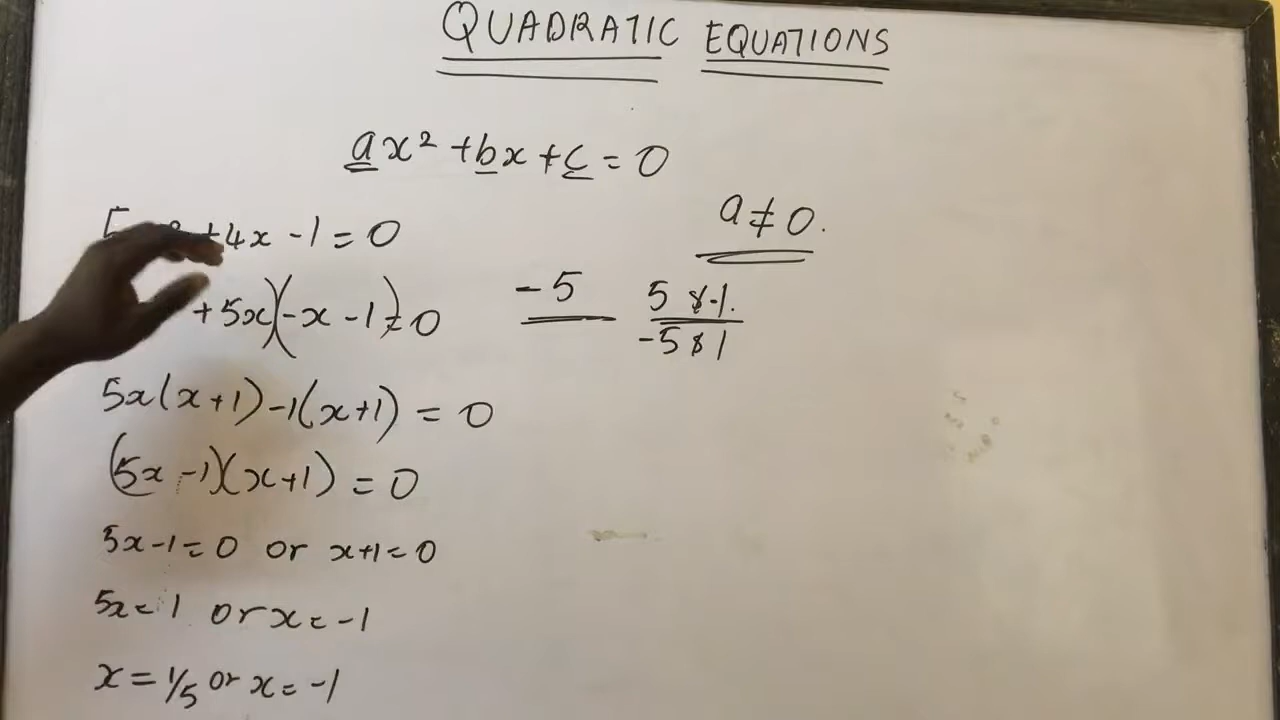 QUADRATIC EQUATIONS
ax² + bx + c = 0
a ≠ 0.
+4x - 1 = 0
+5x)(-x - 1) = 0
-5
5 & -1.
-5 & 1
5x(x+1) - 1(x+1) = 0
(5x - 1)(x+1) = 0
5x - 1 = 0 or x+1 = 0
5x = 1 or x = -1
x = 1/5 or x = -1